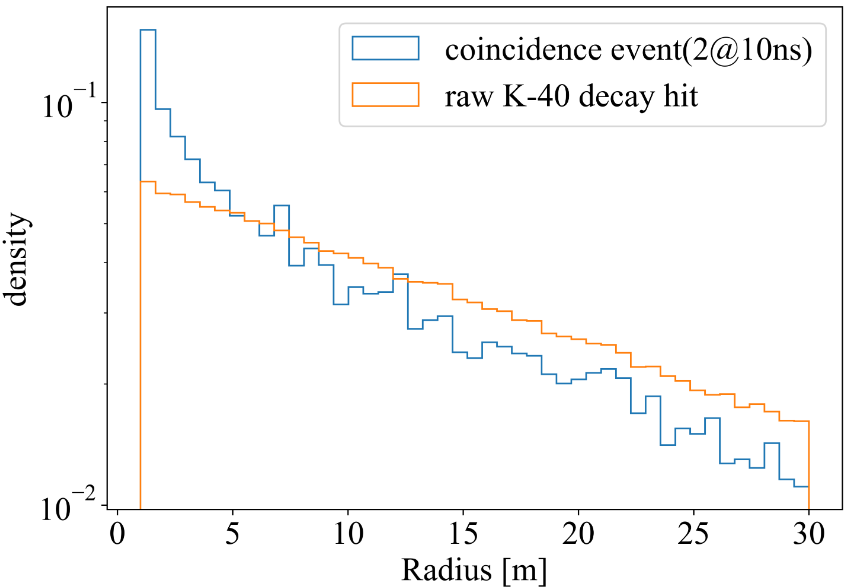 coincidence event(2@10ns)
raw K-40 decay hit
density
10⁻¹
10⁻²
0 5 10 15 20 25 30
Radius [m]